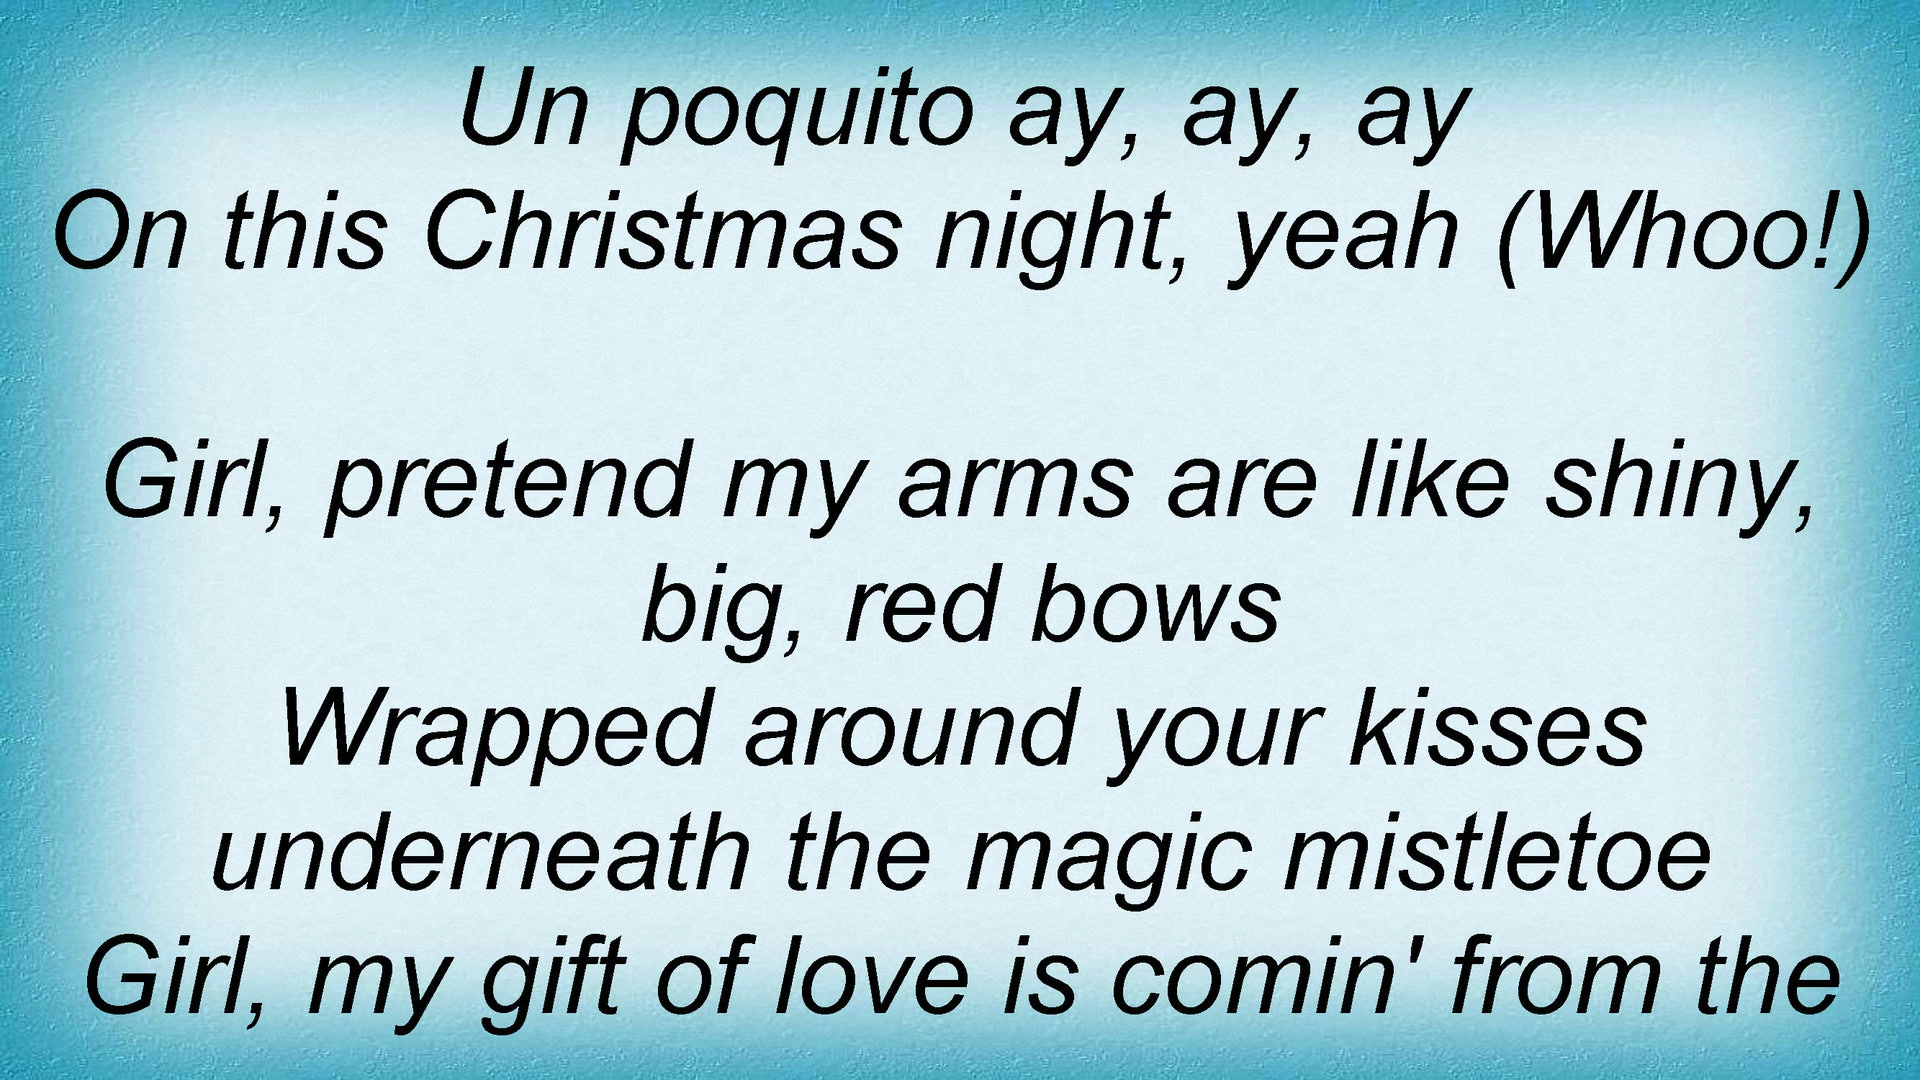 Un poquito ay, ay, ay
On this Christmas night, yeah (Whoo!)
Girl, pretend my arms are like shiny,
big, red bows
Wrapped around your kisses
underneath the magic mistletoe
Girl, my gift of love is comin' from the